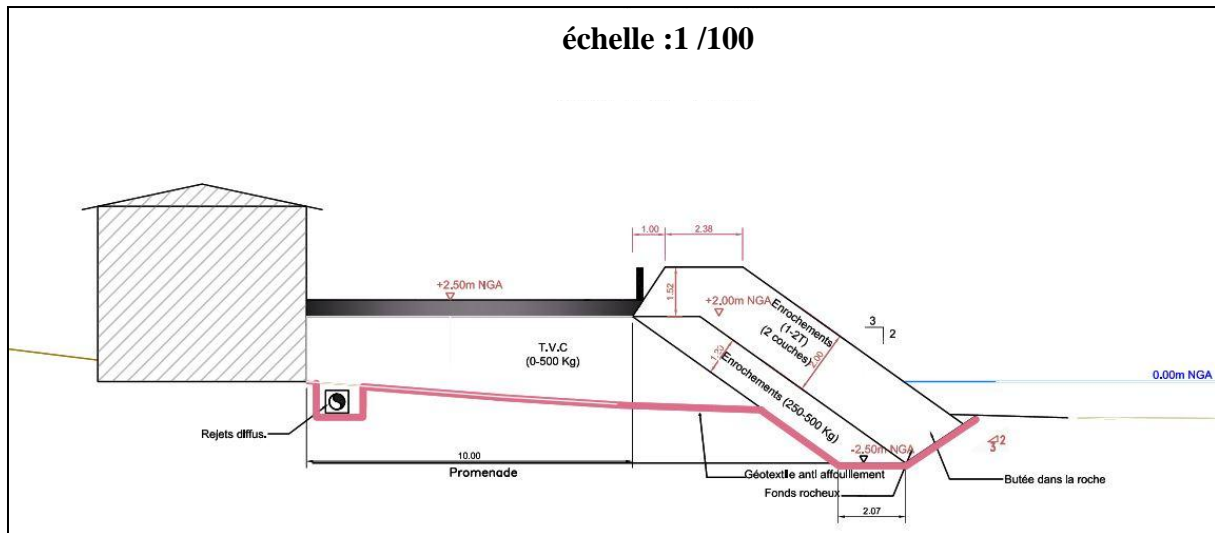 échelle :1 /100
1.00
2.38
+2.50m NGA
1.52
+2.00m NGA
Enrochements
(1-2T)
(2 couches)
2.00
3
2
T.V.C
(0-500 Kg)
1.30
Enrochements (250-500 Kg)
0.00m NGA
Rejets diffus.
-2.50m NGA
2
3
10.00
Promenade
Géotextile anti affouillement
Butée dans la roche
Fonds rocheux
2.07